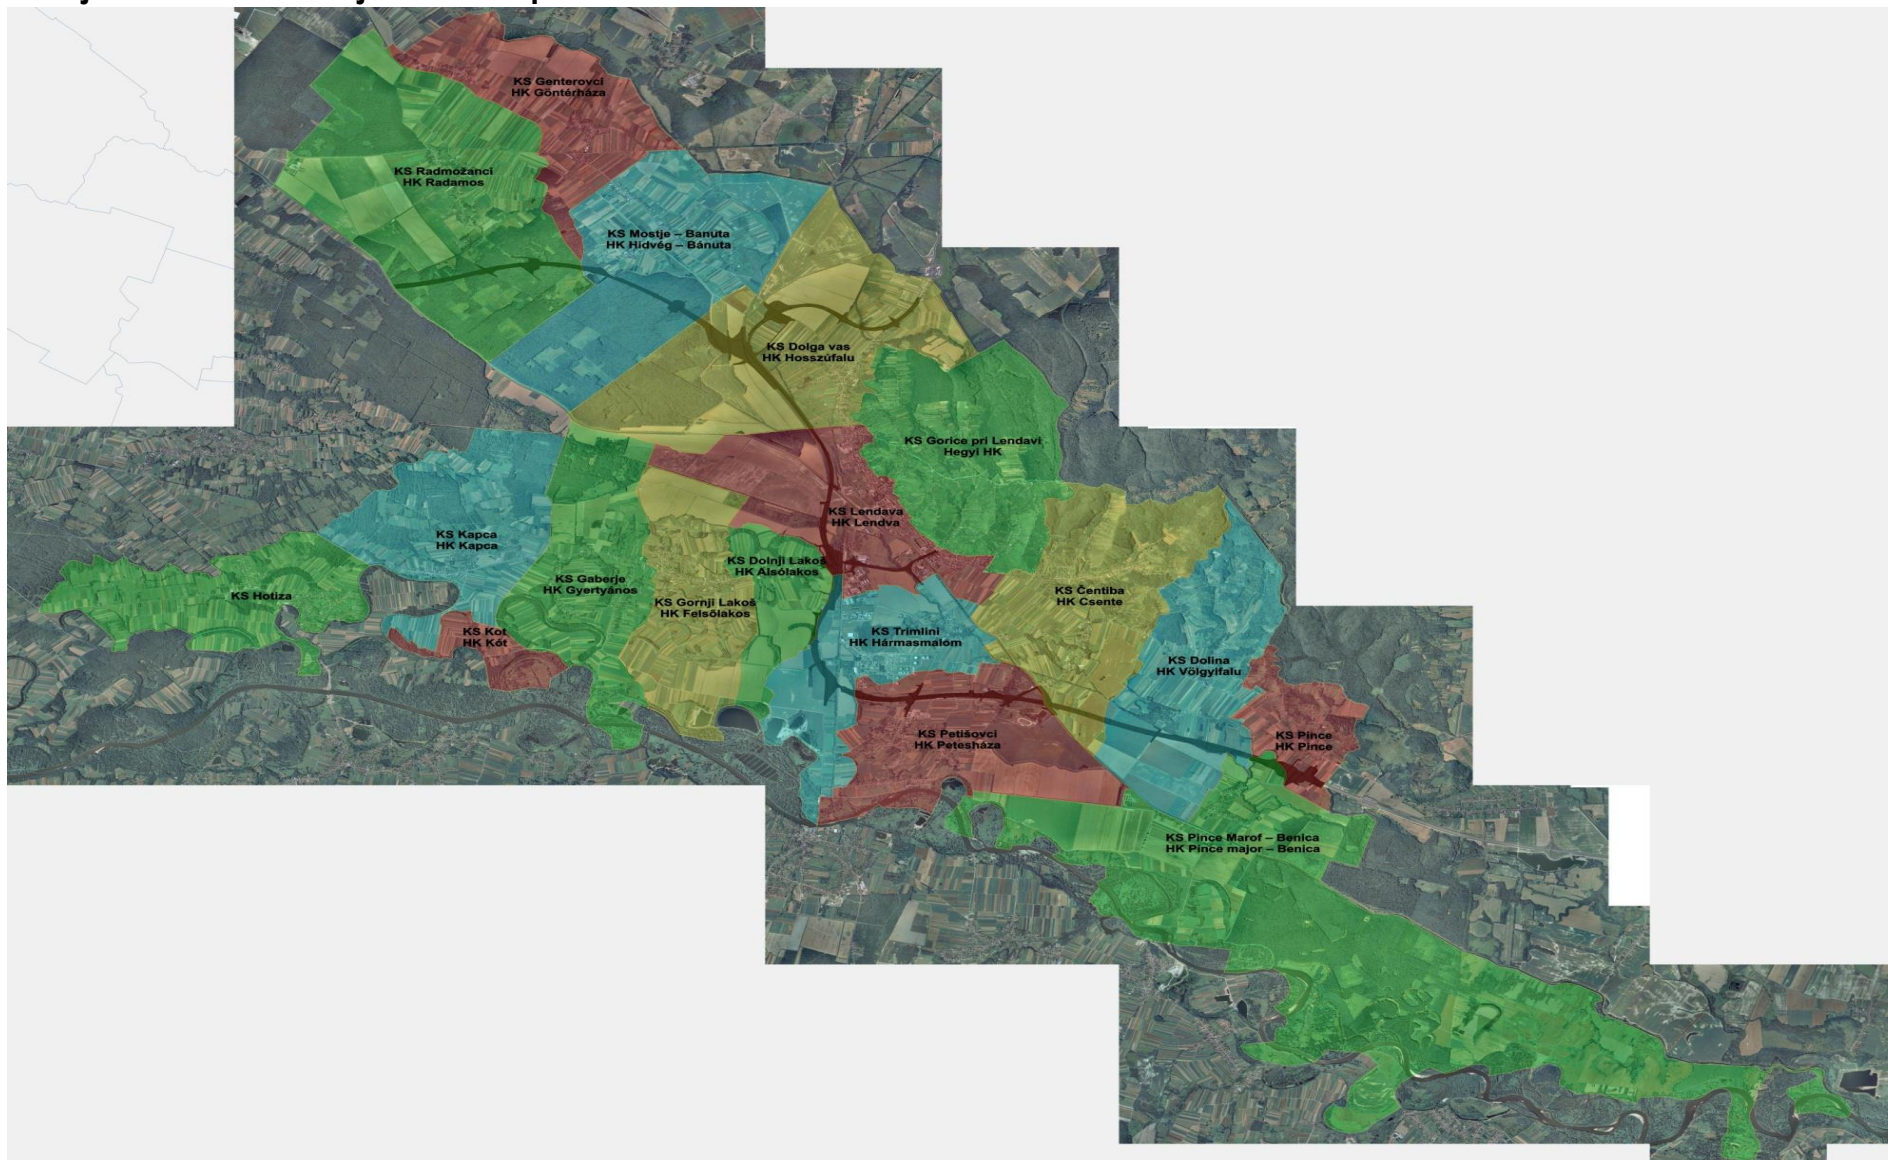 KS Genterovci
HK Göntérháza
KS Radmožanci
HK Radamos
KS Mostje – Banuta
HK Hidvég – Bánuta
KS Dolga vas
HK Hosszúfalu
KS Gorice pri Lendavi
Hegyi HK
KS Lendava
HK Lendva
KS Kapca
HK Kapca
KS Dolnji Lakoš
HK Alsólakos
KS Gaberje
HK Gyertyános
KS Hotiza
KS Gornji Lakoš
HK Felsőlakos
KS Čentiba
HK Csente
KS Kot
HK Kót
KS Trimlini
HK Hármasmalom
KS Dolina
HK Völgyifalu
KS Petišovci
HK Petesháza
KS Pince
HK Pince
KS Pince Marof – Benica
HK Pince major – Benica